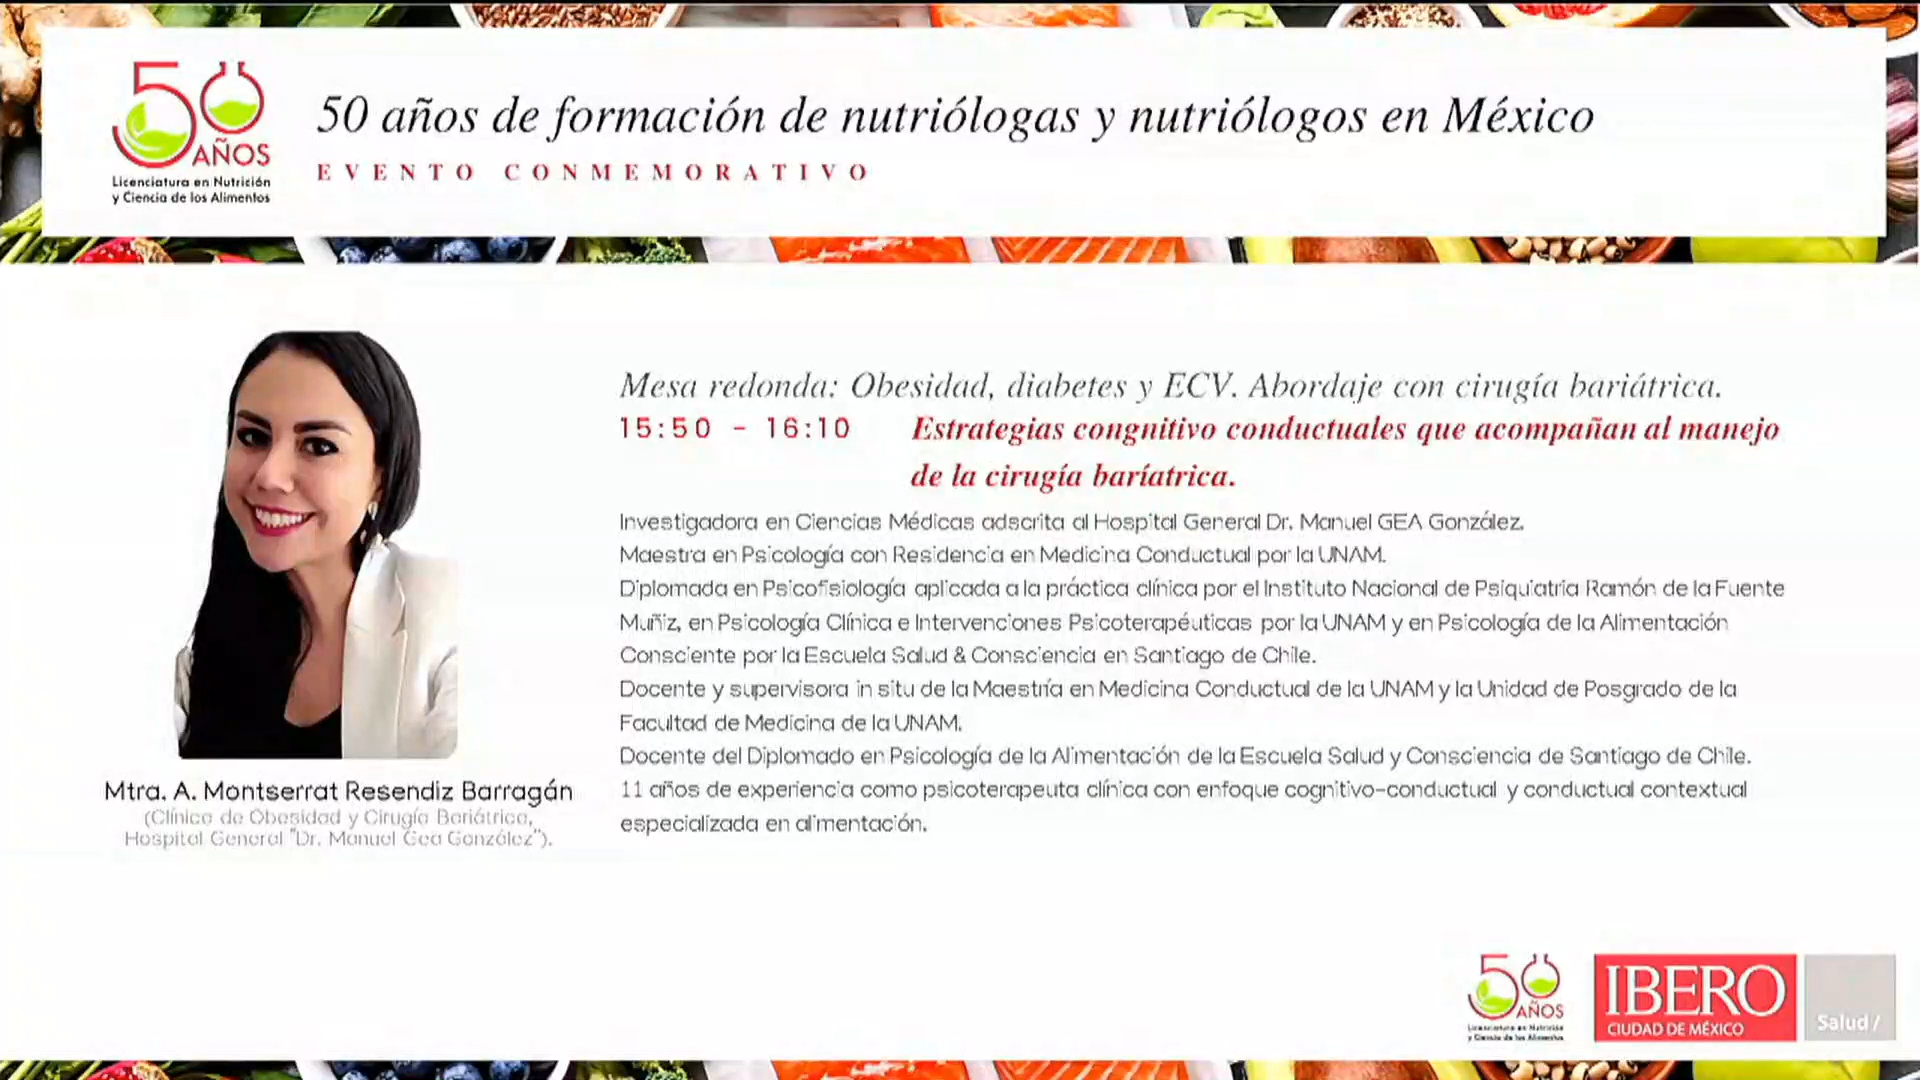 50 AÑOS
Licenciatura en Nutrición
y Ciencia de los Alimentos
50 años de formación de nutriólogas y nutriólogos en México
EVENTO CONMEMORATIVO
Mesa redonda: Obesidad, diabetes y ECV. Abordaje con cirugía bariátrica.
15:50 - 16:10 Estrategias congnitivo conductuales que acompañan al manejo
de la cirugía baríatrica.
Investigadora en Ciencias Médicas adscrita al Hospital General Dr. Manuel GEA González.
Maestra en Psicología con Residencia en Medicina Conductual por la UNAM.
Diplomada en Psicofisiología aplicada a la práctica clínica por el Instituto Nacional de Psiquiatria Ramón de la Fuente
Muñiz, en Psicología Clínica e Intervenciones Psicoterapéuticas por la UNAM y en Psicología de la Alimentación
Consciente por la Escuela Salud & Consciencia en Santiago de Chile.
Docente y supervisora in situ de la Maestría en Medicina Conductual de la UNAM y la Unidad de Posgrado de la
Facultad de Medicina de la UNAM.
Docente del Diplomado en Psicología de la Alimentación de la Escuela Salud y Consciencia de Santiago de Chile.
11 años de experiencia como psicoterapeuta clínica con enfoque cognitivo-conductual y conductual contextual
especializada en alimentación.
Mtra. A. Montserrat Resendiz Barragán
(Clínica de Obesidad y Cirugía Bariátrica,
Hospital General "Dr. Manuel Gea González").
50 AÑOS
Licenciatura en Nutrición
y Ciencia de los Alimentos
IBERO
CIUDAD DE MÉXICO
Salud /